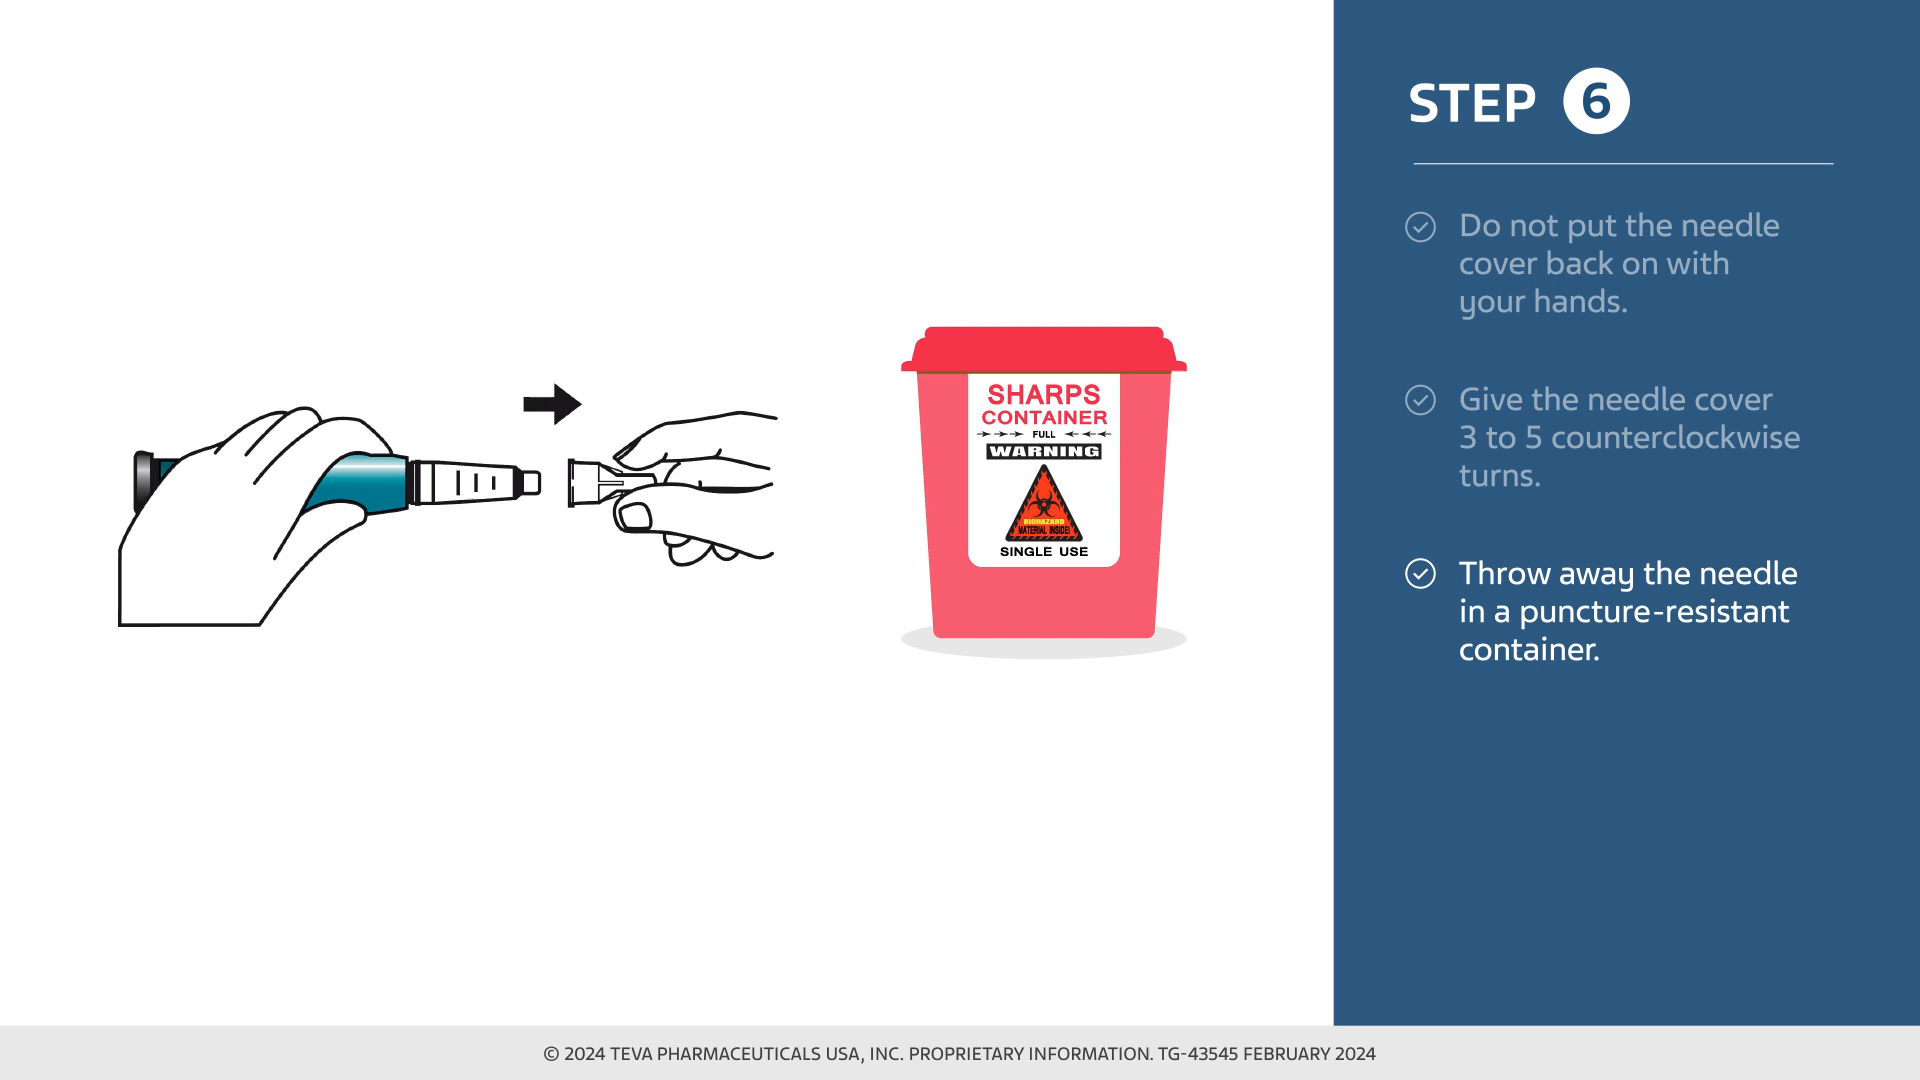 STEP 6
Do not put the needle
cover back on with
your hands.
Give the needle cover
3 to 5 counterclockwise
turns.
Throw away the needle
in a puncture-resistant
container.
SHARPS
CONTAINER
FULL
WARNING
BIOHAZARD
MATERIAL INSIDE!
SINGLE USE
© 2024 TEVA PHARMACEUTICALS USA, INC. PROPRIETARY INFORMATION. TG-43545 FEBRUARY 2024